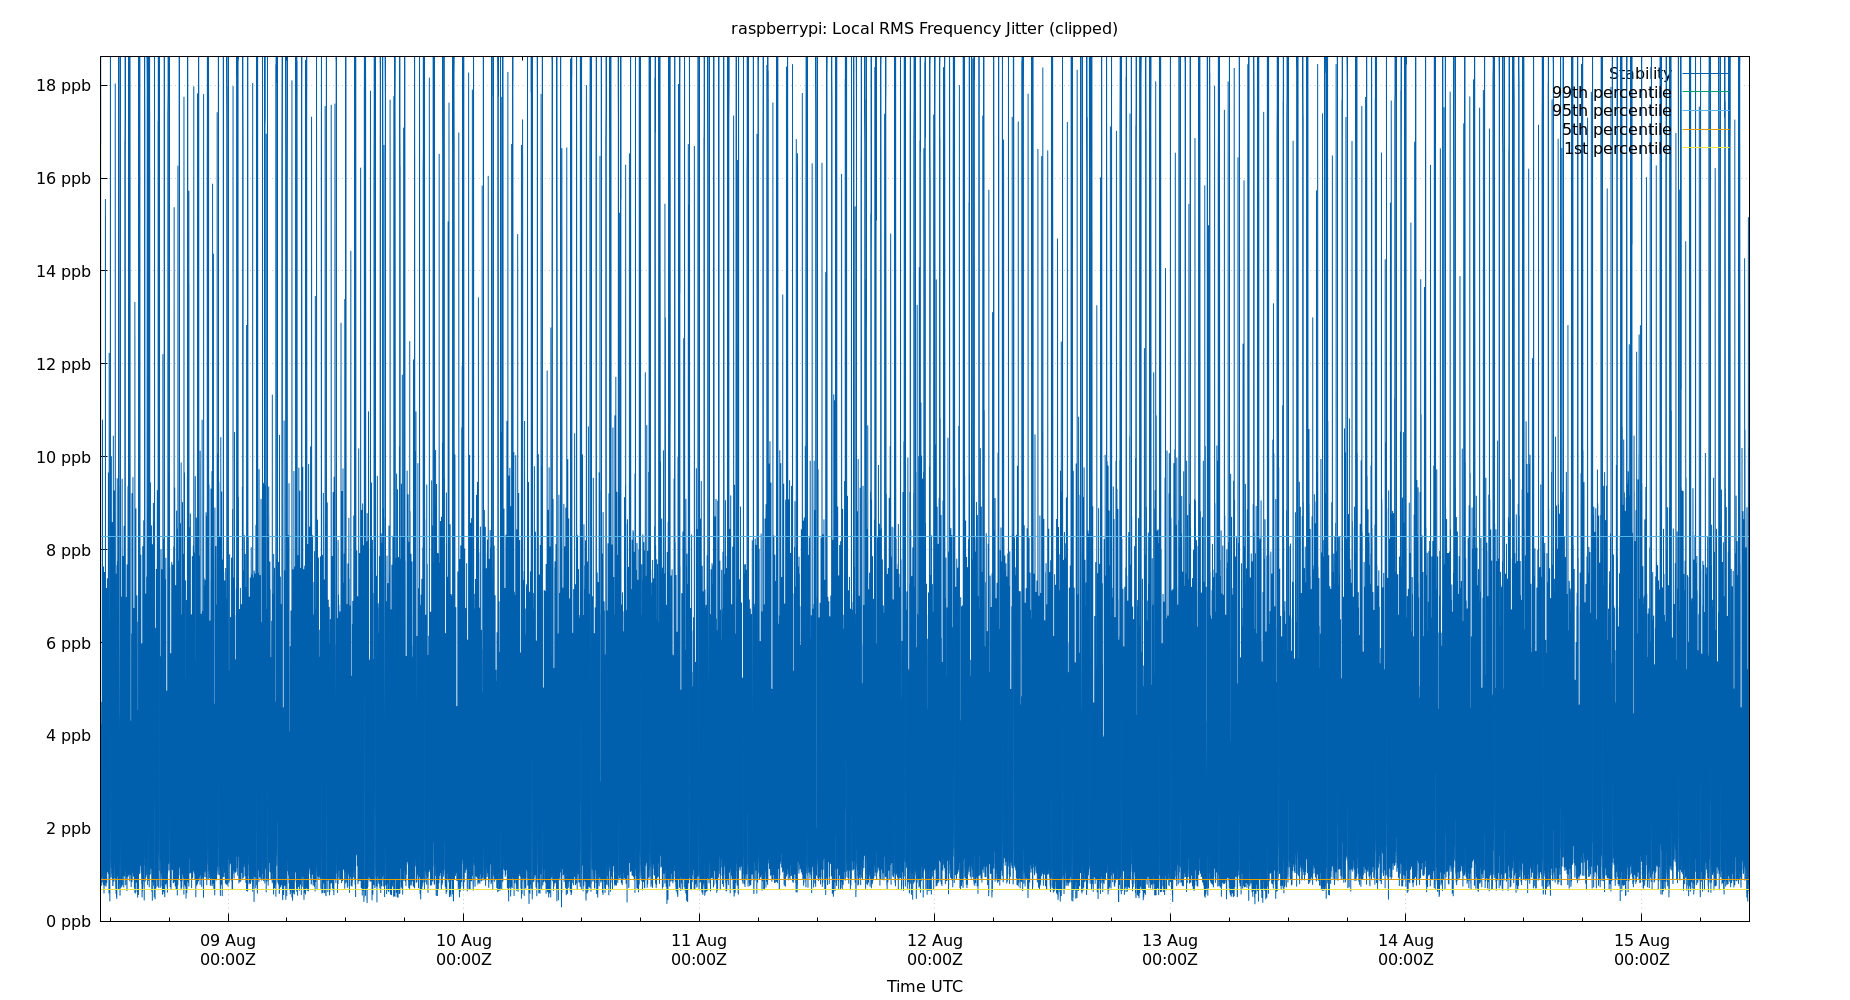 raspberrypi: Local RMS Frequency Jitter (clipped)
Stability
99th percentile
95th percentile
5th percentile
1st percentile
18 ppb
16 ppb
14 ppb
12 ppb
10 ppb
8 ppb
6 ppb
4 ppb
2 ppb
0 ppb
09 Aug 10 Aug 11 Aug 12 Aug 13 Aug 14 Aug 15 Aug
00:00Z 00:00Z 00:00Z 00:00Z 00:00Z 00:00Z 00:00Z
Time UTC